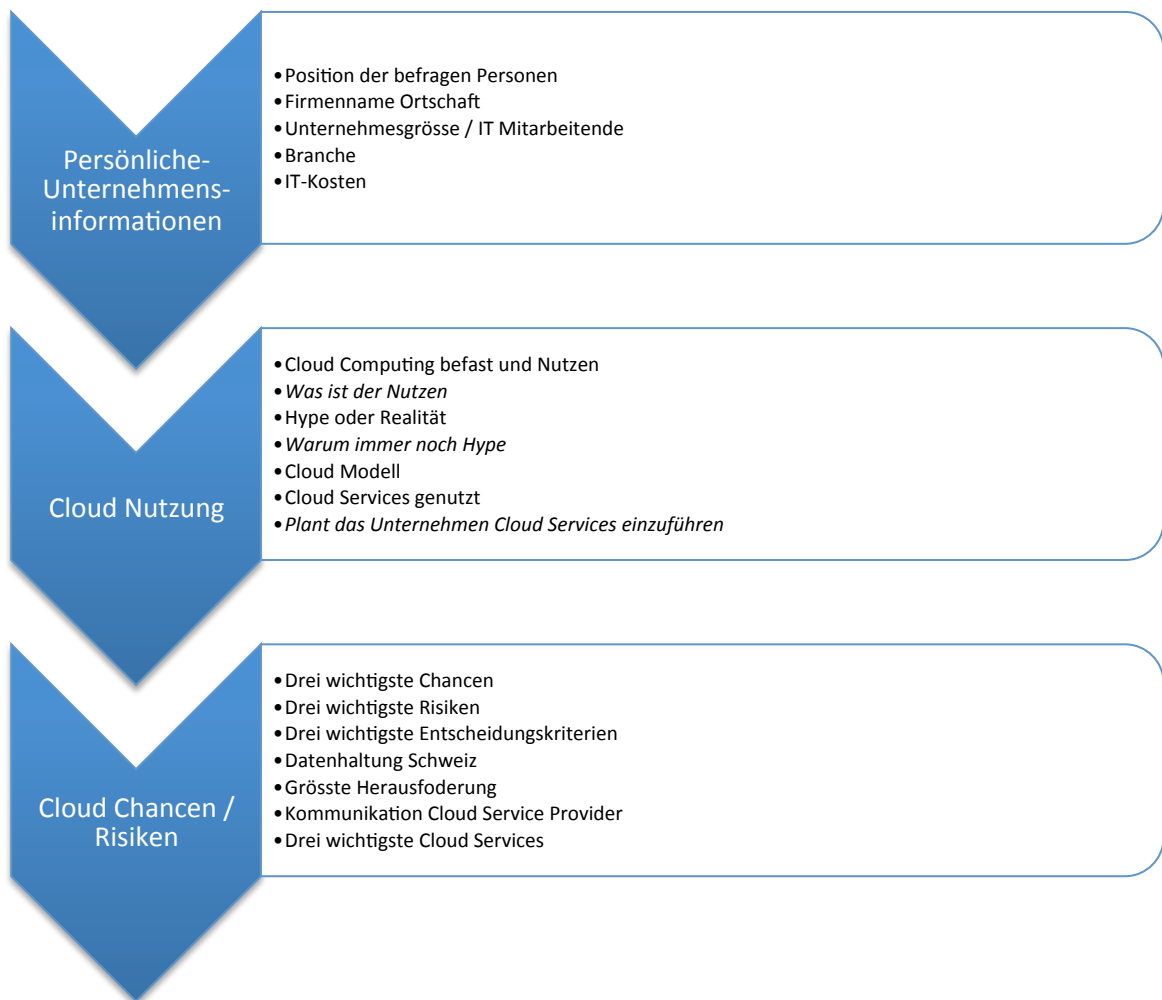 Persönliche-
Unternehmens-
informationen
•Position der befragen Personen
•Firmenname Ortschaft
•Unternehmesgrösse / IT Mitarbeitende
•Branche
•IT-Kosten
Cloud Nutzung
•Cloud Computing befast und Nutzen
•Was ist der Nutzen
•Hype oder Realität
•Warum immer noch Hype
•Cloud Modell
•Cloud Services genutzt
•Plant das Unternehmen Cloud Services einzuführen
Cloud Chancen /
Risiken
•Drei wichtigste Chancen
•Drei wichtigste Risiken
•Drei wichtigste Entscheidungskriterien
•Datenhaltung Schweiz
•Grösste Herausfoderung
•Kommunikation Cloud Service Provider
•Drei wichtigste Cloud Services